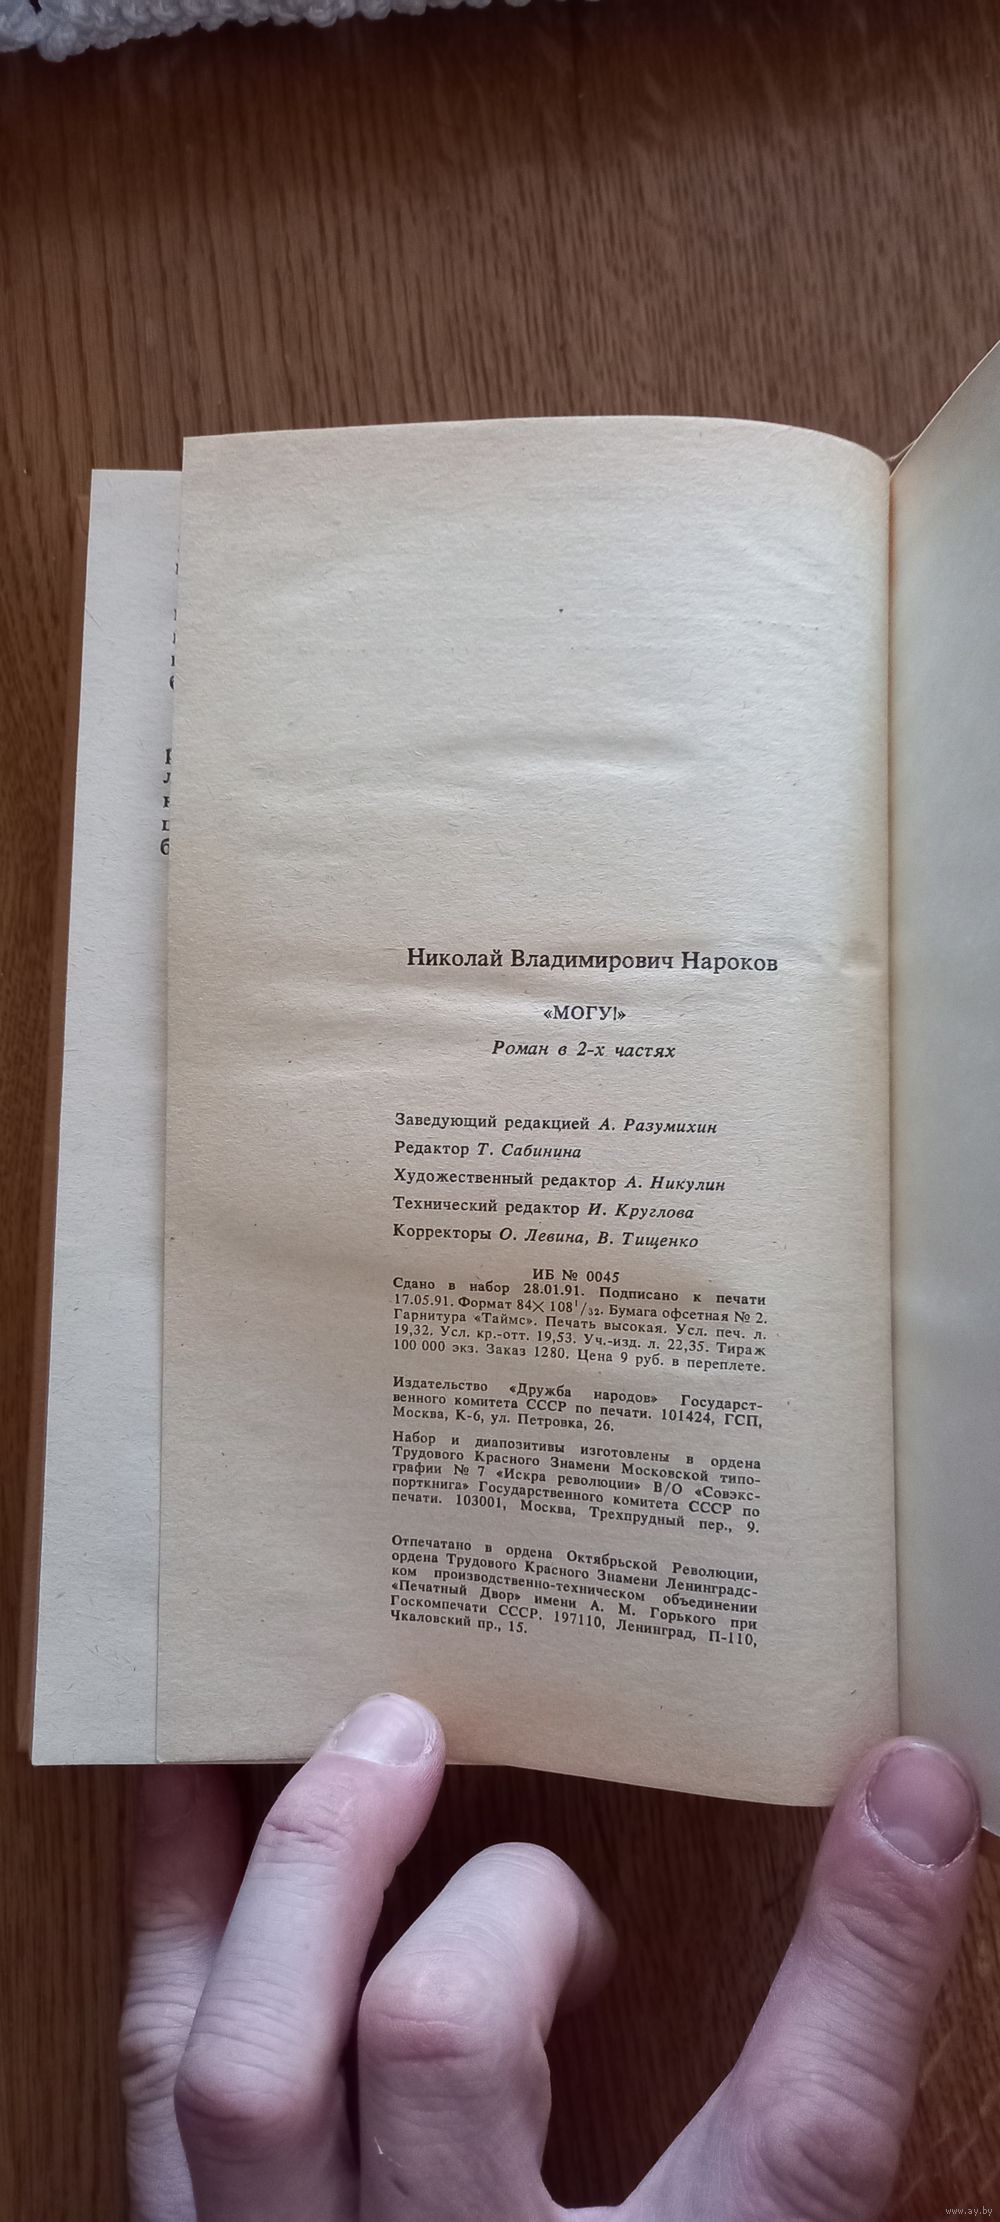 Николай Владимирович Нароков
«МОГУ!»
Роман в 2-х частях
Заведующий редакцией А. Разумихин
Редактор Т. Сабинина
Художественный редактор А. Никулин
Технический редактор И. Круглова
Корректоры О. Левина, В. Тищенко
ИБ № 0045
Сдано в набор 28.01.91. Подписано к печати
17.05.91. Формат 84×108¹/₃₂. Бумага офсетная № 2.
Гарнитура «Таймс». Печать высокая. Усл. печ. л.
19,32. Усл. кр.-отт. 19,53. Уч.-изд. л. 22,35. Тираж
100 000 экз. Заказ 1280. Цена 9 руб. в переплете.
Издательство «Дружба народов» Государст-
венного комитета СССР по печати. 101424, ГСП,
Москва, К-6, ул. Петровка, 26.
Набор и диапозитивы изготовлены в ордена
Трудового Красного Знамени Московской типо-
графии № 7 «Искра революции» В/О «Совэкс-
порткнига» Государственного комитета СССР по
печати. 103001, Москва, Трехпрудный пер., 9.
Отпечатано в ордена Октябрьской Революции,
ордена Трудового Красного Знамени Ленинградс-
ком производственно-техническом объединении
«Печатный Двор» имени А. М. Горького при
Госкомпечати СССР. 197110, Ленинград, П-110,
Чкаловский пр., 15.
www.ay.by